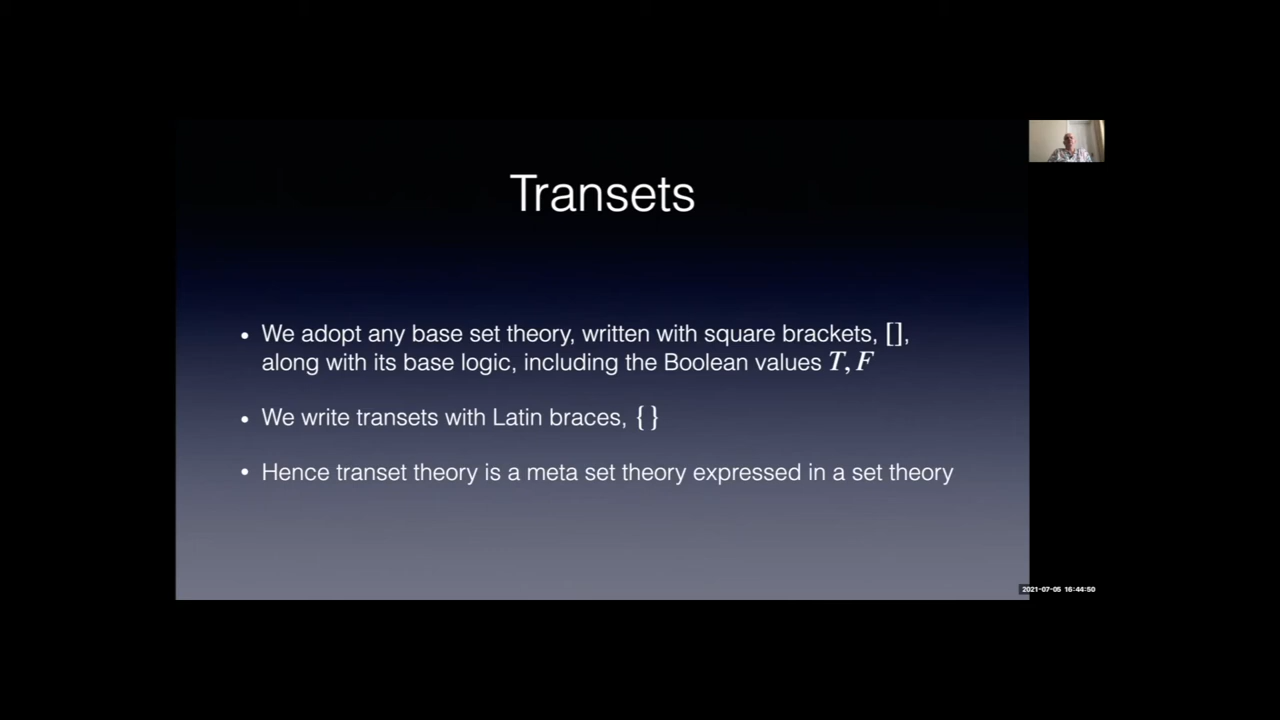 Transets
• We adopt any base set theory, written with square brackets, [],
along with its base logic, including the Boolean values T, F
• We write transets with Latin braces, { }
• Hence transet theory is a meta set theory expressed in a set theory
2021-07-05 16:44:50